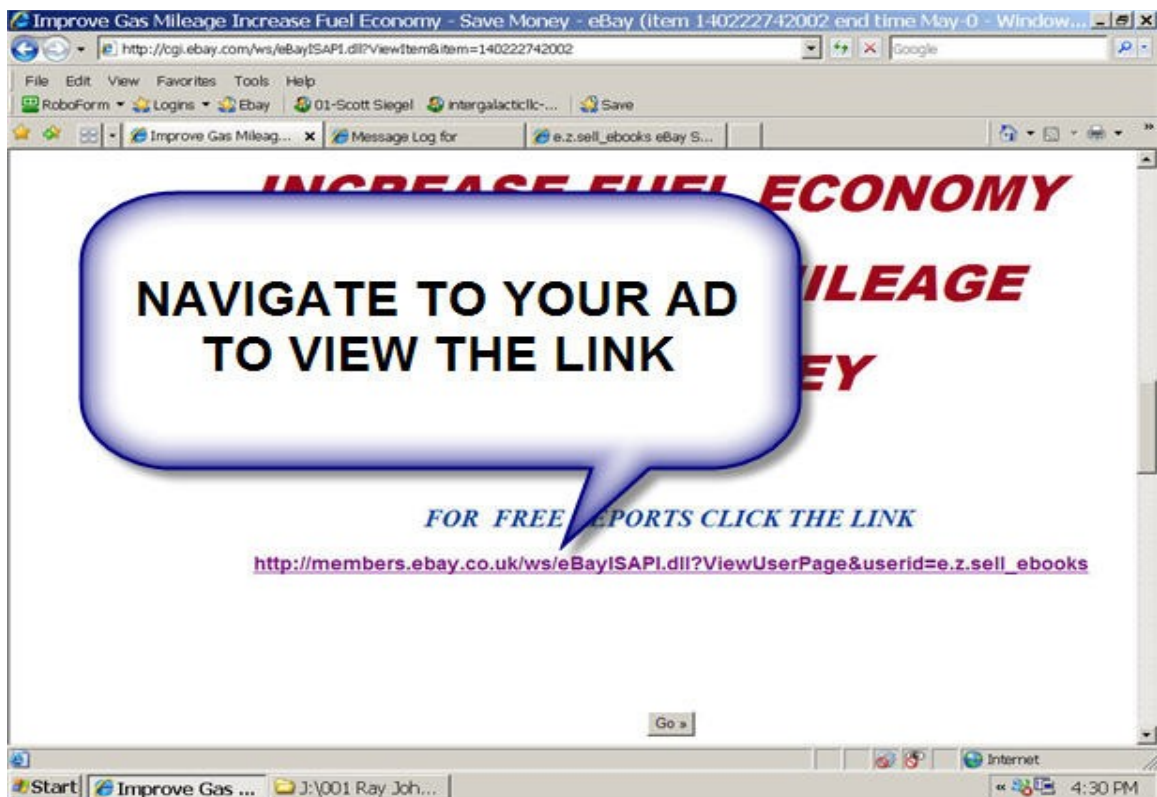 Improve Gas Mileage Increase Fuel Economy - Save Money - eBay (item 140222742002 end time May-0 - Window...
http://cgi.ebay.com/ws/eBayISAPI.dll?ViewItem&item=140222742002
Google
File Edit View Favorites Tools Help
RoboForm Logins Ebay 01-Scott Siegel intergalacticllc-... Save
Improve Gas Mileag... Message Log for e.z.sell_ebooks eBay S...
INCREASE FUEL ECONOMY
NAVIGATE TO YOUR AD
TO VIEW THE LINK
FOR FREE REPORTS CLICK THE LINK
http://members.ebay.co.uk/ws/eBayISAPI.dll?ViewUserPage&userid=e.z.sell_ebooks
Go »
Internet
Start Improve Gas ... J:\001 Ray Joh... « 4:30 PM